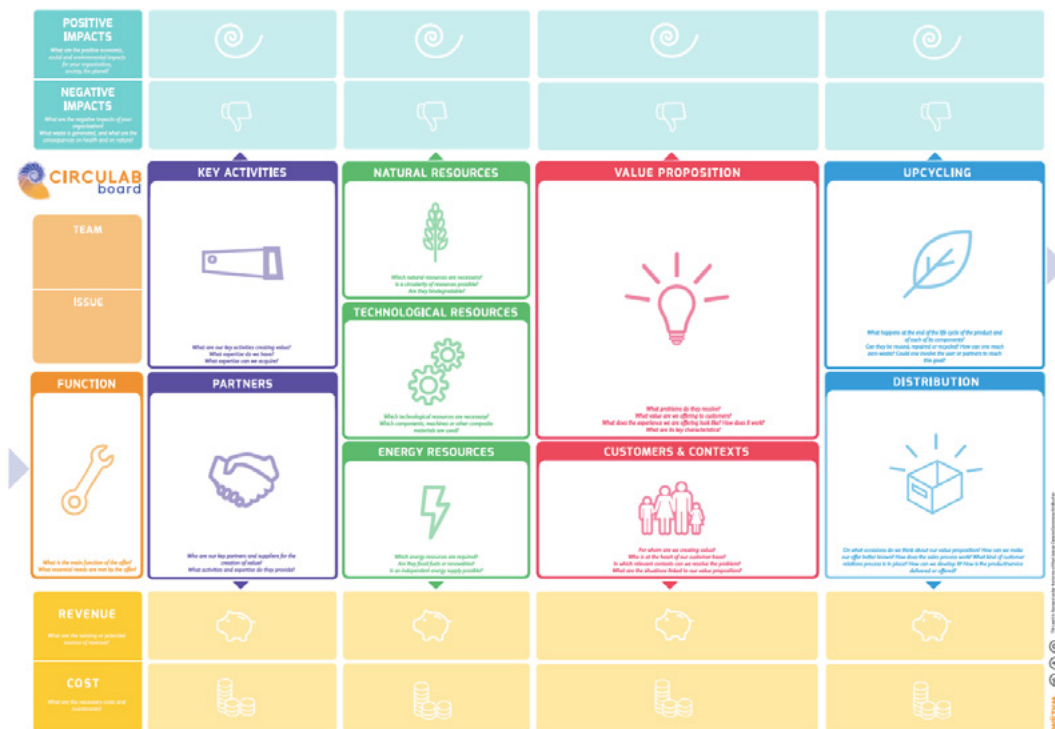 POSITIVE
IMPACTS
What are the positive economic,
social and environmental impacts
for your organisation,
society, the planet?
NEGATIVE
IMPACTS
What are the negative impacts of your
organisation?
What waste is generated, and what are the
consequences on health and on nature?
CIRCULAB
board
TEAM
ISSUE
FUNCTION
What is the main function of the offer?
What essential needs are met by the offer?
KEY ACTIVITIES
What are our key activities creating value?
What expertise do we have?
What expertise can we acquire?
PARTNERS
Who are our key partners and suppliers for the
creation of value?
What activities and expertise do they provide?
NATURAL RESOURCES
Which natural resources are necessary?
Is a circularity of resources possible?
Are they biodegradable?
TECHNOLOGICAL RESOURCES
Which technological resources are necessary?
Which components, machines or other composite
materials are used?
ENERGY RESOURCES
Which energy resources are required?
Are they fossil fuels or renewables?
Is an independent energy supply possible?
VALUE PROPOSITION
What problems do they resolve?
What value are we offering to customers?
What does the experience we are offering look like? How does it work?
What are its key characteristics?
CUSTOMERS & CONTEXTS
For whom are we creating value?
Who is at the heart of our customer base?
In which relevant contexts can we resolve the problems?
What are the situations linked to our value proposition?
UPCYCLING
What happens at the end of the life cycle of the product and
of each of its components?
Can they be reused, repaired or recycled? How can one reach
zero-waste? Could one involve the user or partners to reach
this goal?
DISTRIBUTION
On what occasions do we think about our value proposition? How can we make
our offer better known? How does the sales process work? What kind of customer
relations process is in place? How can we develop it? How is the product/service
delivered or offered?
REVENUE
What are the existing or potential
sources of revenues?
COST
What are the necessary costs and
investments?